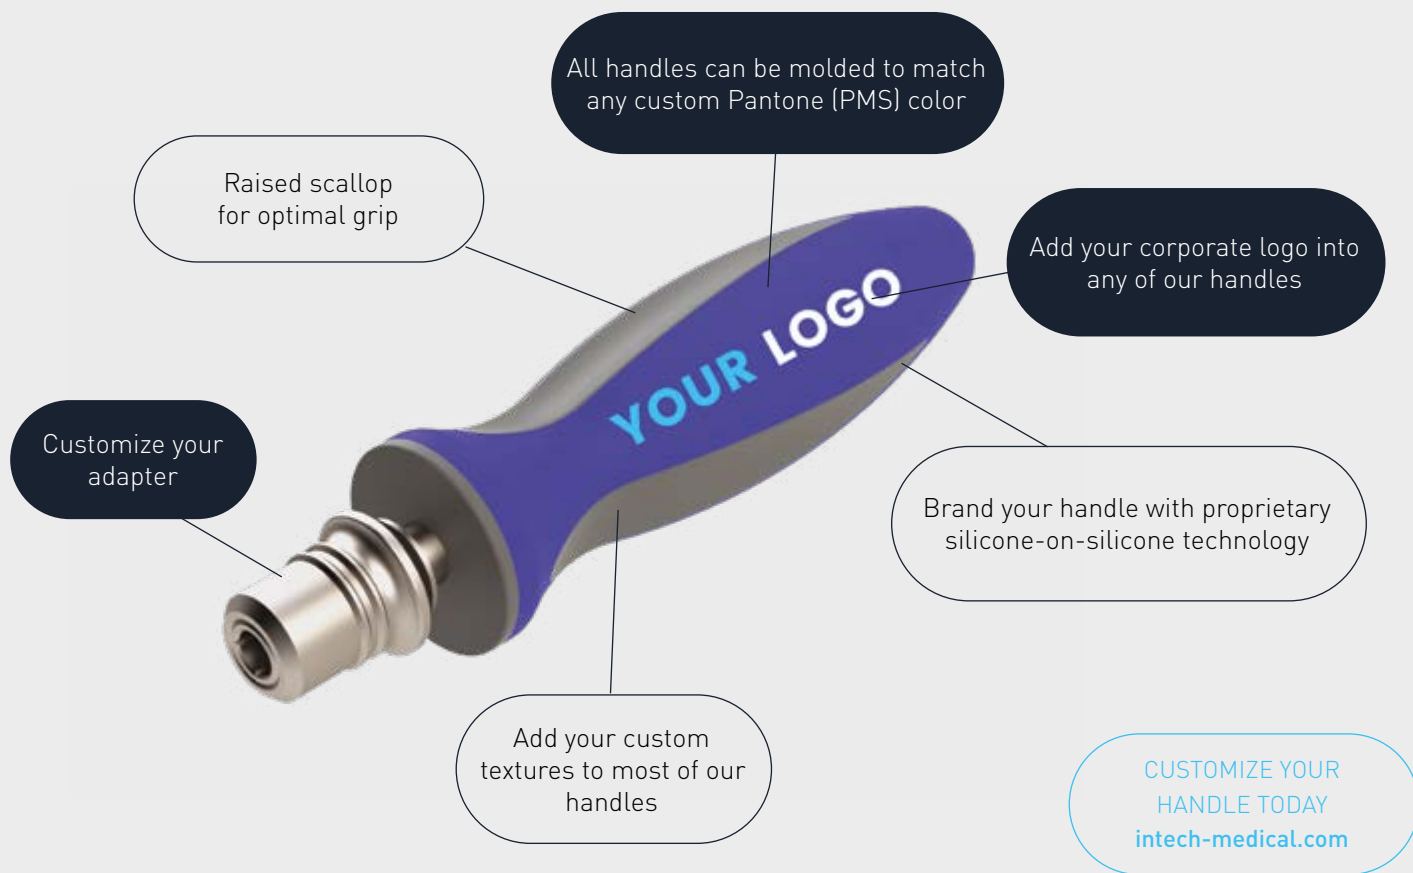 All handles can be molded to match
any custom Pantone (PMS) color
Raised scallop
for optimal grip
Add your corporate logo into
any of our handles
YOUR LOGO
Customize your
adapter
Brand your handle with proprietary
silicone-on-silicone technology
Add your custom
textures to most of our
handles
CUSTOMIZE YOUR
HANDLE TODAY
intech-medical.com